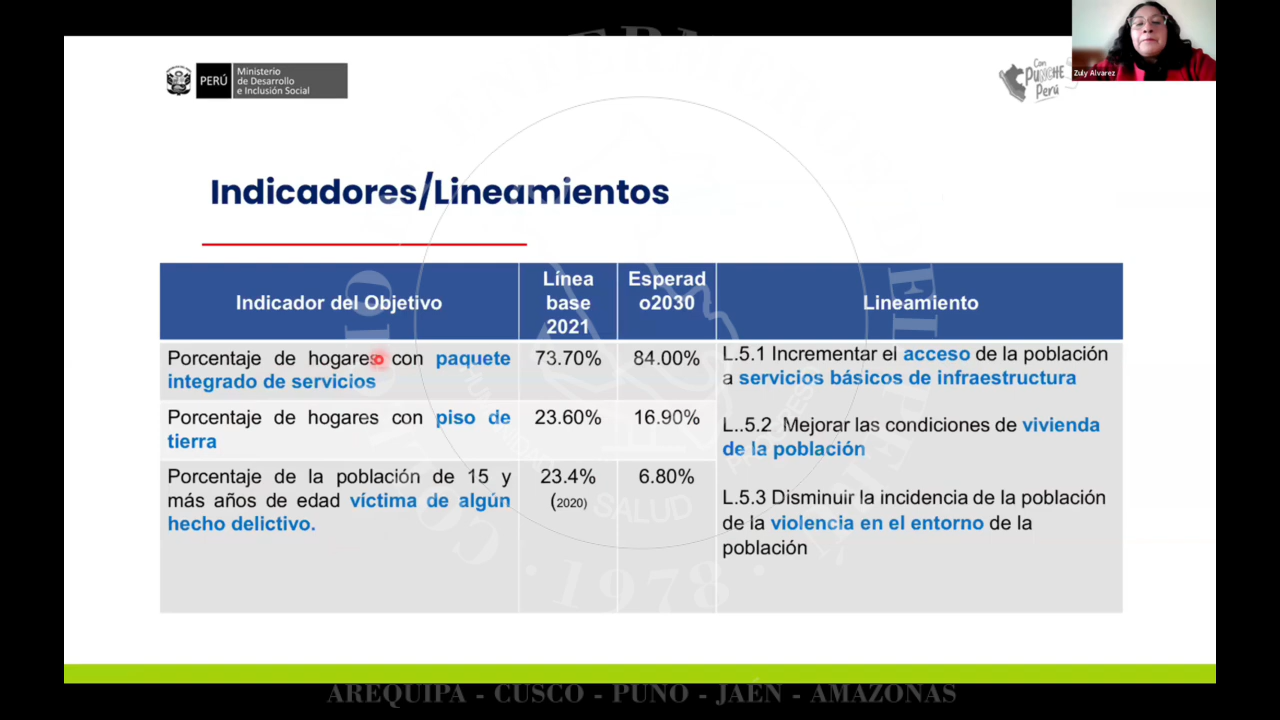 PERÚ
Ministerio
de Desarrollo
e Inclusión Social
Con
PUNCHE
Perú
Zuly Alvarez
Indicadores/Lineamientos
Indicador del Objetivo
Línea
base
2021
Esperad
o2030
Lineamiento
Porcentaje de hogares con paquete
integrado de servicios
73.70%
84.00%
Porcentaje de hogares con piso de
tierra
23.60%
16.90%
Porcentaje de la población de 15 y
más años de edad víctima de algún
hecho delictivo.
23.4%
(2020)
6.80%
L.5.1 Incrementar el acceso de la población
a servicios básicos de infraestructura
L..5.2 Mejorar las condiciones de vivienda
de la población
L.5.3 Disminuir la incidencia de la población
de la violencia en el entorno de la
población
SALUD
1978
AREQUIPA - CUSCO - PUNO - JAÉN - AMAZONAS